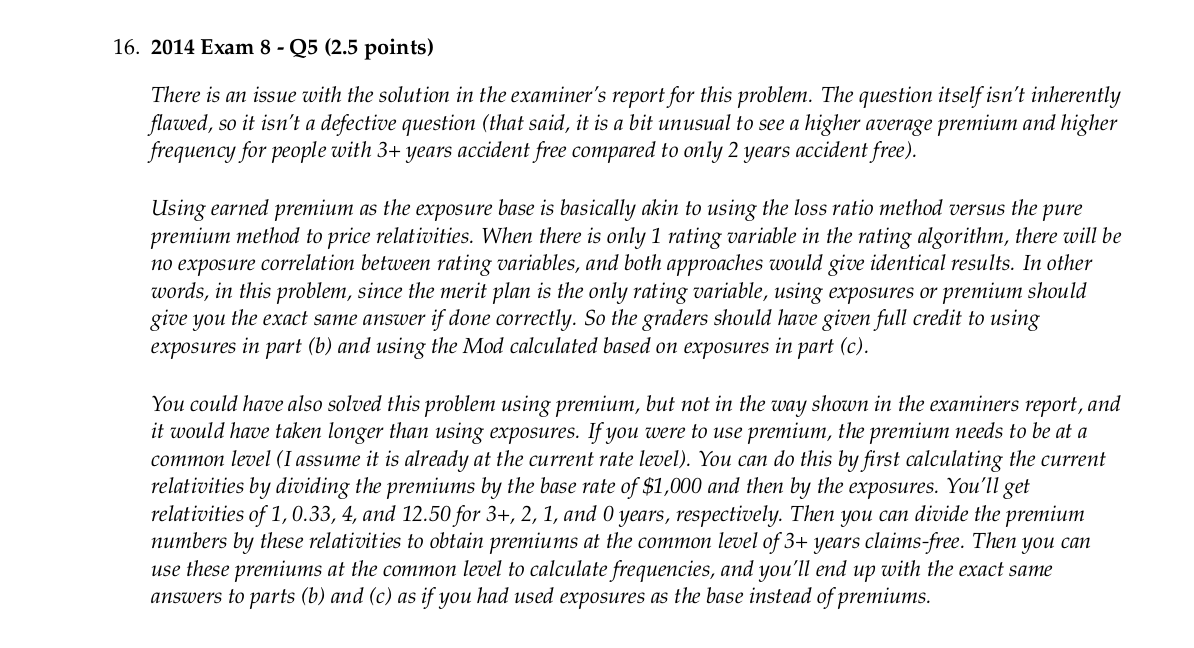 16. 2014 Exam 8 - Q5 (2.5 points)
There is an issue with the solution in the examiner's report for this problem. The question itself isn't inherently
flawed, so it isn't a defective question (that said, it is a bit unusual to see a higher average premium and higher
frequency for people with 3+ years accident free compared to only 2 years accident free).
Using earned premium as the exposure base is basically akin to using the loss ratio method versus the pure
premium method to price relativities. When there is only 1 rating variable in the rating algorithm, there will be
no exposure correlation between rating variables, and both approaches would give identical results. In other
words, in this problem, since the merit plan is the only rating variable, using exposures or premium should
give you the exact same answer if done correctly. So the graders should have given full credit to using
exposures in part (b) and using the Mod calculated based on exposures in part (c).
You could have also solved this problem using premium, but not in the way shown in the examiners report, and
it would have taken longer than using exposures. If you were to use premium, the premium needs to be at a
common level (I assume it is already at the current rate level). You can do this by first calculating the current
relativities by dividing the premiums by the base rate of $1,000 and then by the exposures. You'll get
relativities of 1, 0.33, 4, and 12.50 for 3+, 2, 1, and 0 years, respectively. Then you can divide the premium
numbers by these relativities to obtain premiums at the common level of 3+ years claims-free. Then you can
use these premiums at the common level to calculate frequencies, and you'll end up with the exact same
answers to parts (b) and (c) as if you had used exposures as the base instead of premiums.